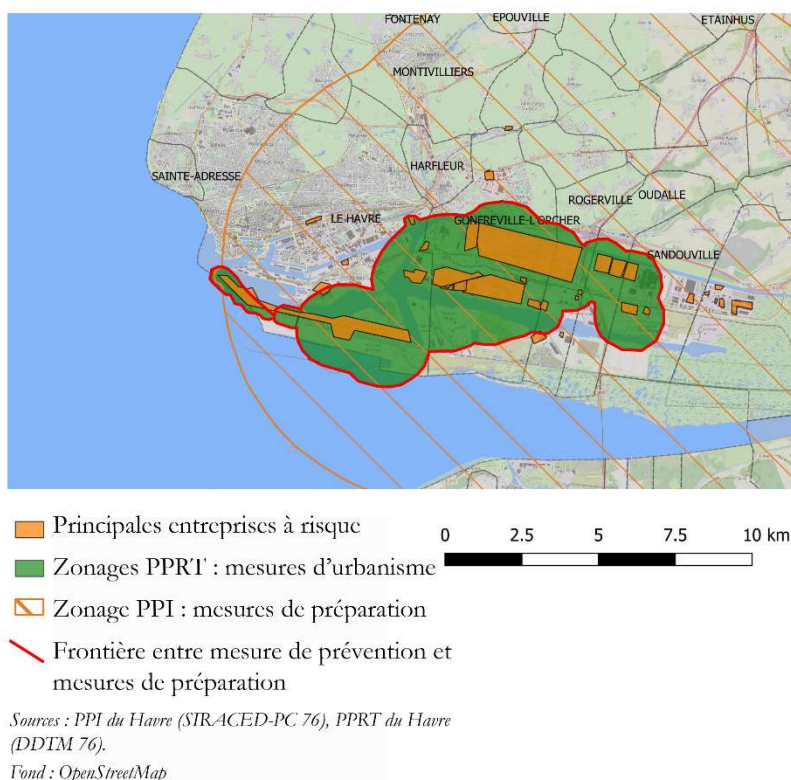 FONTENAY
EPOUVILLE
ETAINHUS
MONTIVILLIERS
SAINTE-ADRESSE
HARFLEUR
ROGERVILLE
OUDALLE
LE HAVRE
GONFREVILLE-L'ORCHER
SANDOUVILLE
Principales entreprises à risque
0 2.5 5 7.5 10 km
Zonages PPRT : mesures d'urbanisme
Zonage PPI : mesures de préparation
Frontière entre mesure de prévention et
mesures de préparation
Sources : PPI du Havre (SIRACED-PC 76), PPRT du Havre
(DDTM 76).
Fond : OpenStreetMap